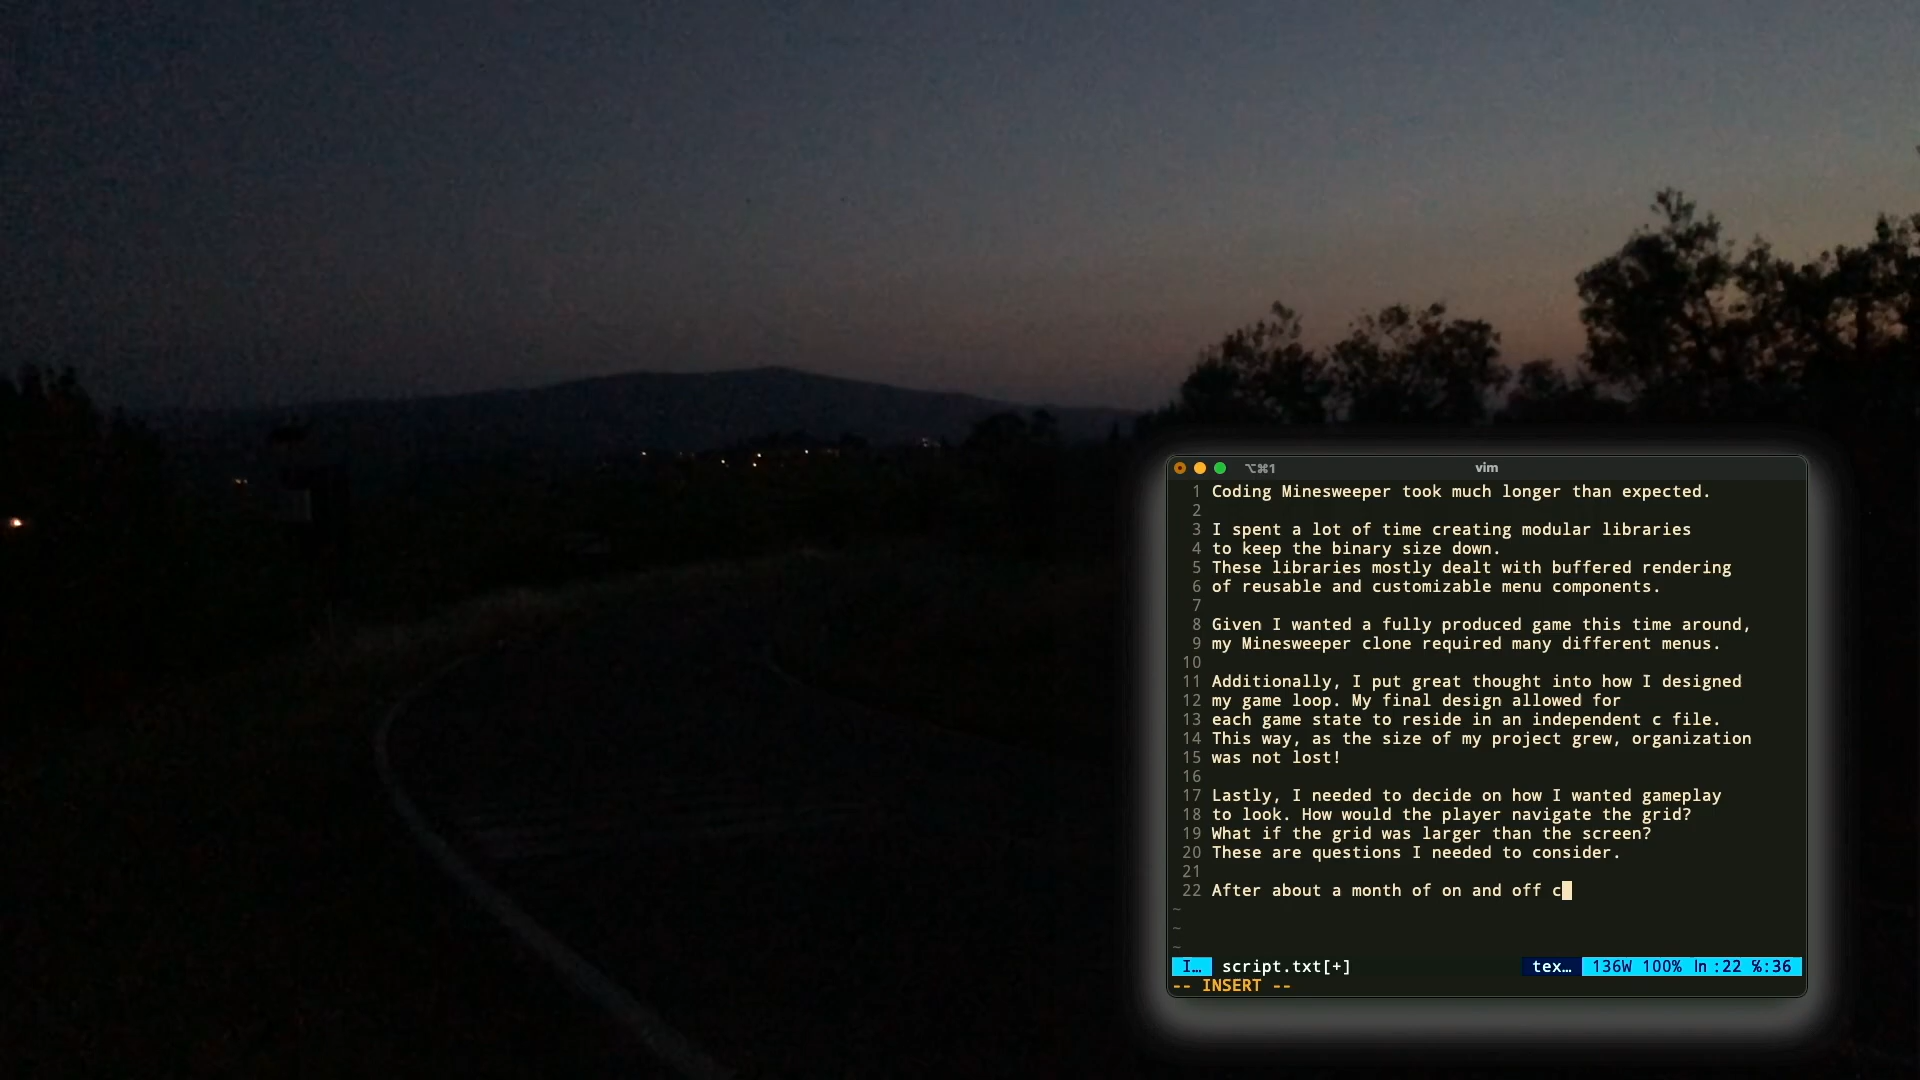 ⌥⌘1 vim
1 Coding Minesweeper took much longer than expected.
2
3 I spent a lot of time creating modular libraries
4 to keep the binary size down.
5 These libraries mostly dealt with buffered rendering
6 of reusable and customizable menu components.
7
8 Given I wanted a fully produced game this time around,
9 my Minesweeper clone required many different menus.
10
11 Additionally, I put great thought into how I designed
12 my game loop. My final design allowed for
13 each game state to reside in an independent c file.
14 This way, as the size of my project grew, organization
15 was not lost!
16
17 Lastly, I needed to decide on how I wanted gameplay
18 to look. How would the player navigate the grid?
19 What if the grid was larger than the screen?
20 These are questions I needed to consider.
21
22 After about a month of on and off c
~
~
~
I… script.txt[+] tex… 136W 100% ln :22 %:36
-- INSERT --